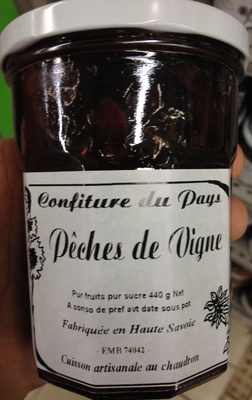 Confiture du Pays
Pêches de Vigne
Pur fruits pur sucre 440 g Net
A conso de pref avt date sous pot
Fabriquée en Haute Savoie
- EMB 74042 -
Cuisson artisanale au chaudron